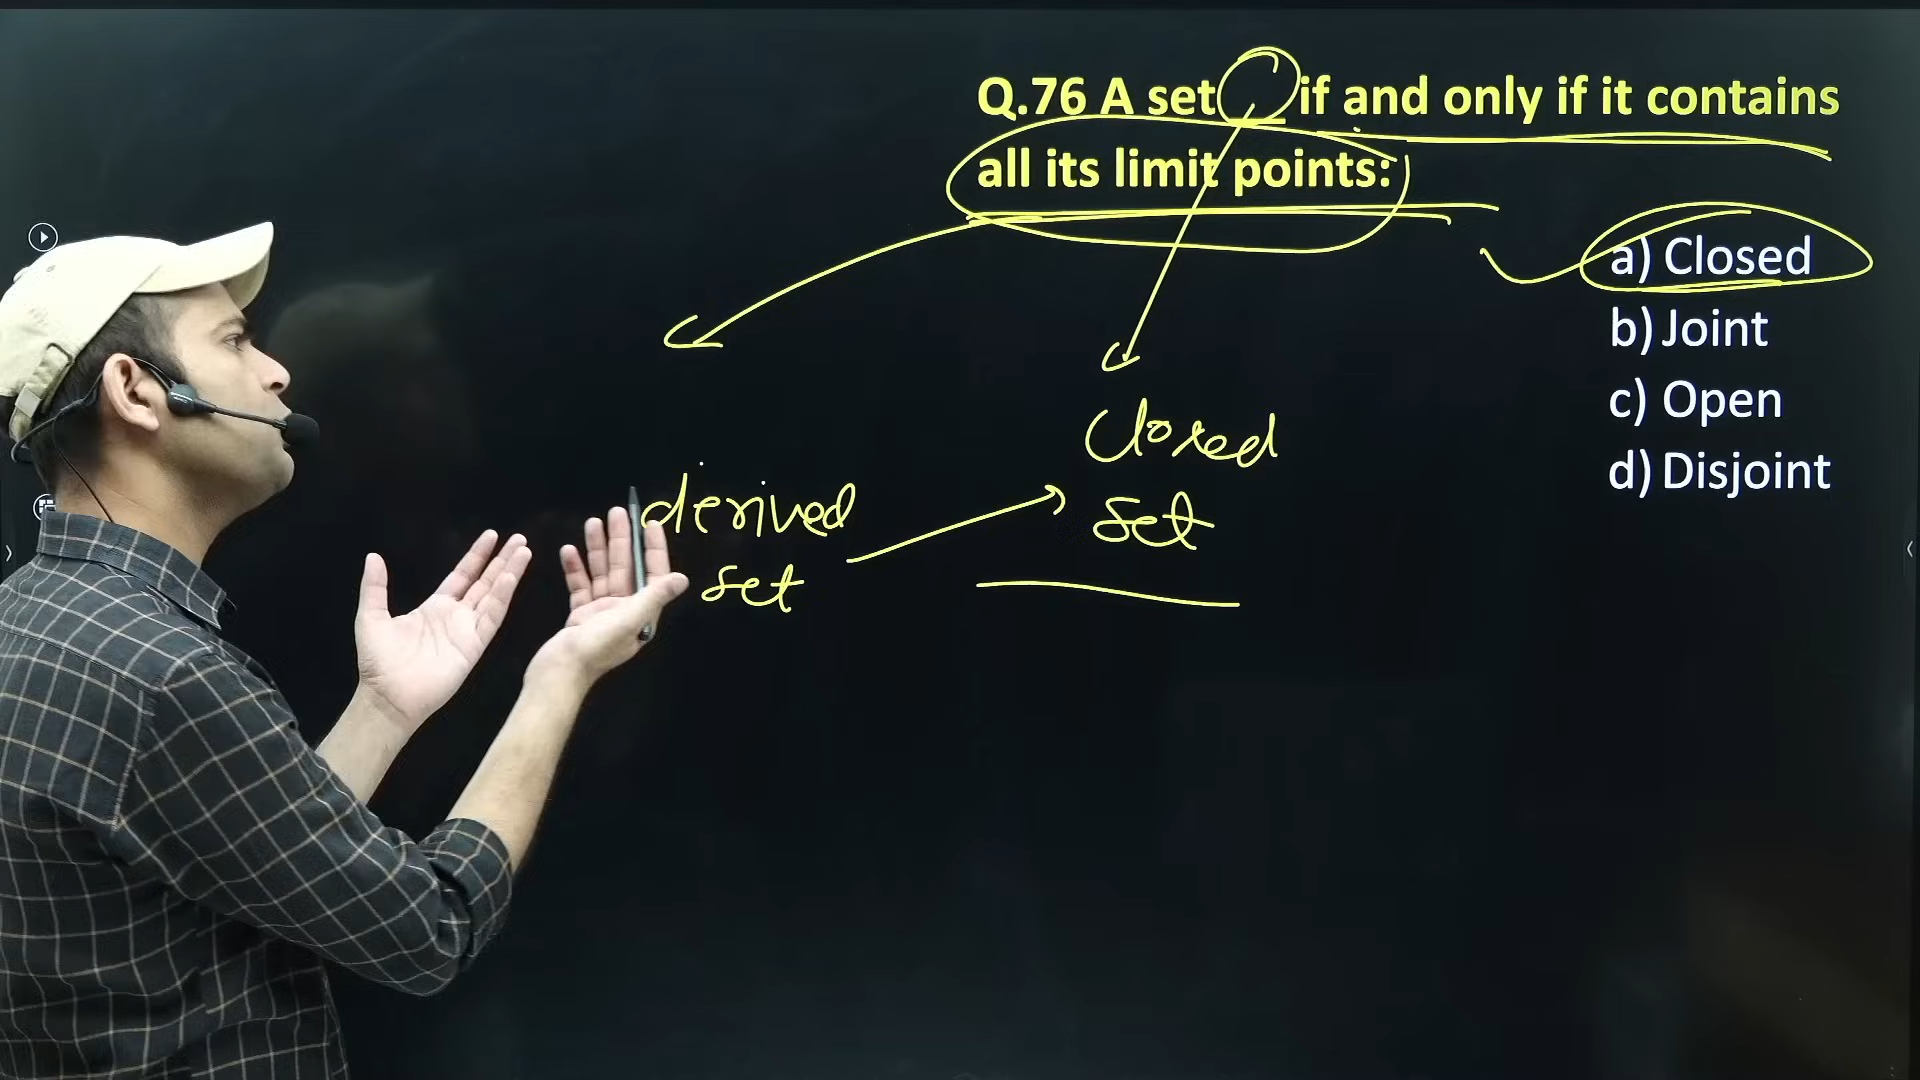 Q.76 A set __ if and only if it contains
all its limit points:
a) Closed
b) Joint
c) Open
d) Disjoint
derived
set
Closed
set